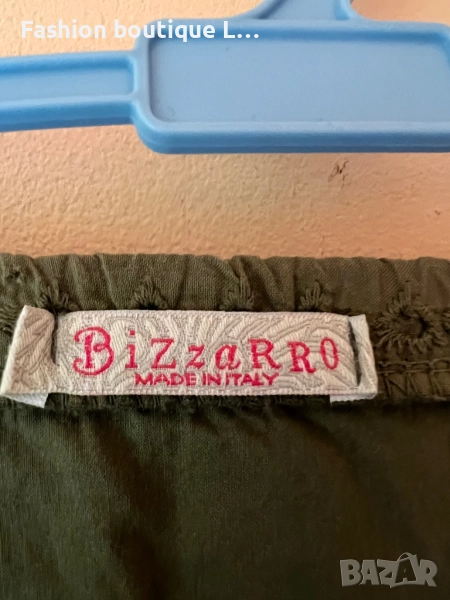 Fashion boutique L...
BiZzaRRO
MADE IN ITALY
BAZAR